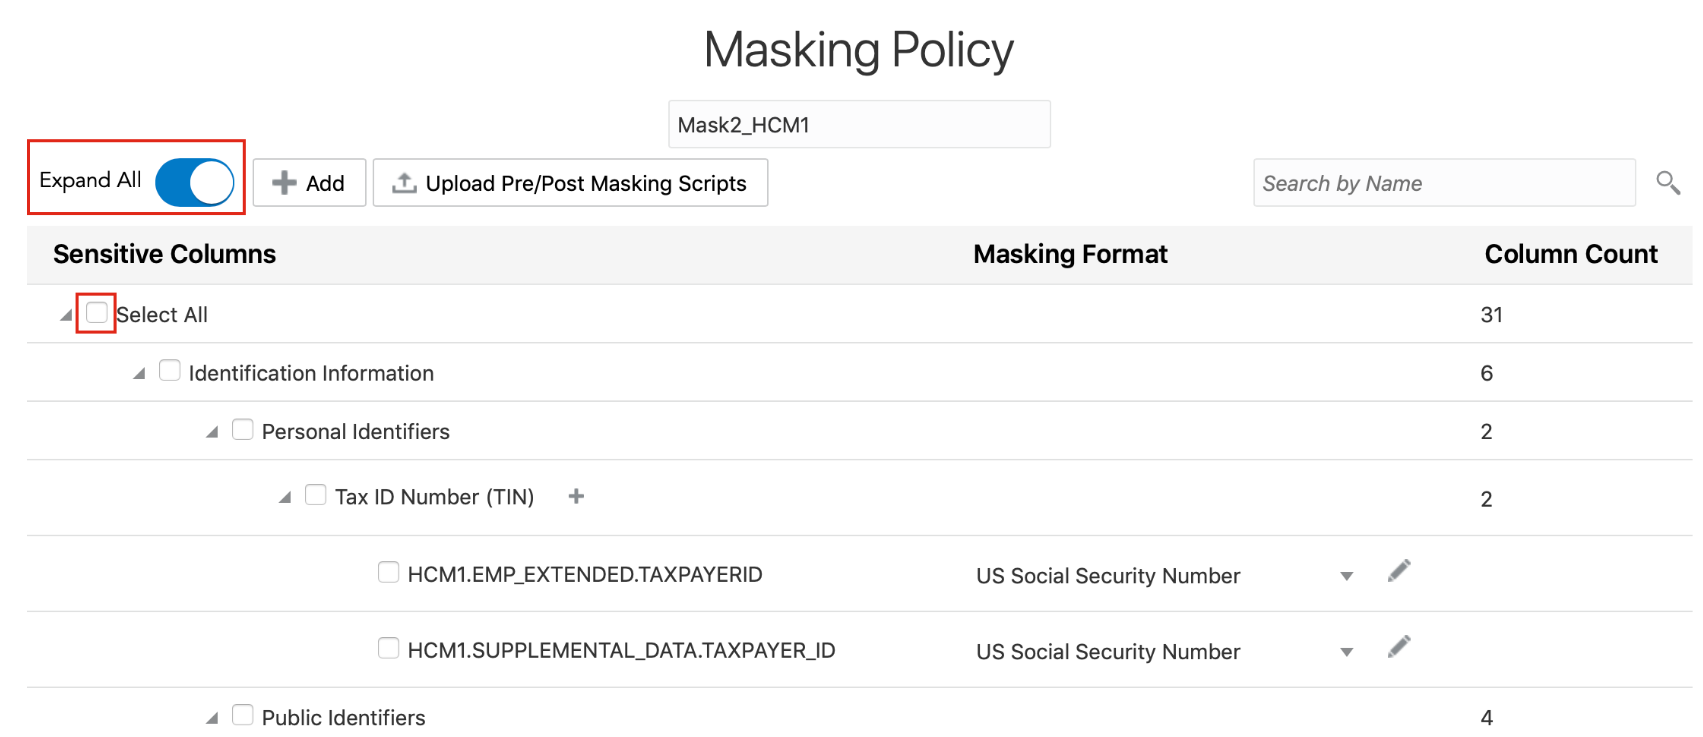 Masking Policy
Mask2_HCM1
Expand All Add Upload Pre/Post Masking Scripts Search by Name
Sensitive Columns Masking Format Column Count
Select All 31
Identification Information 6
Personal Identifiers 2
Tax ID Number (TIN) + 2
HCM1.EMP_EXTENDED.TAXPAYERID US Social Security Number
HCM1.SUPPLEMENTAL_DATA.TAXPAYER_ID US Social Security Number
Public Identifiers 4